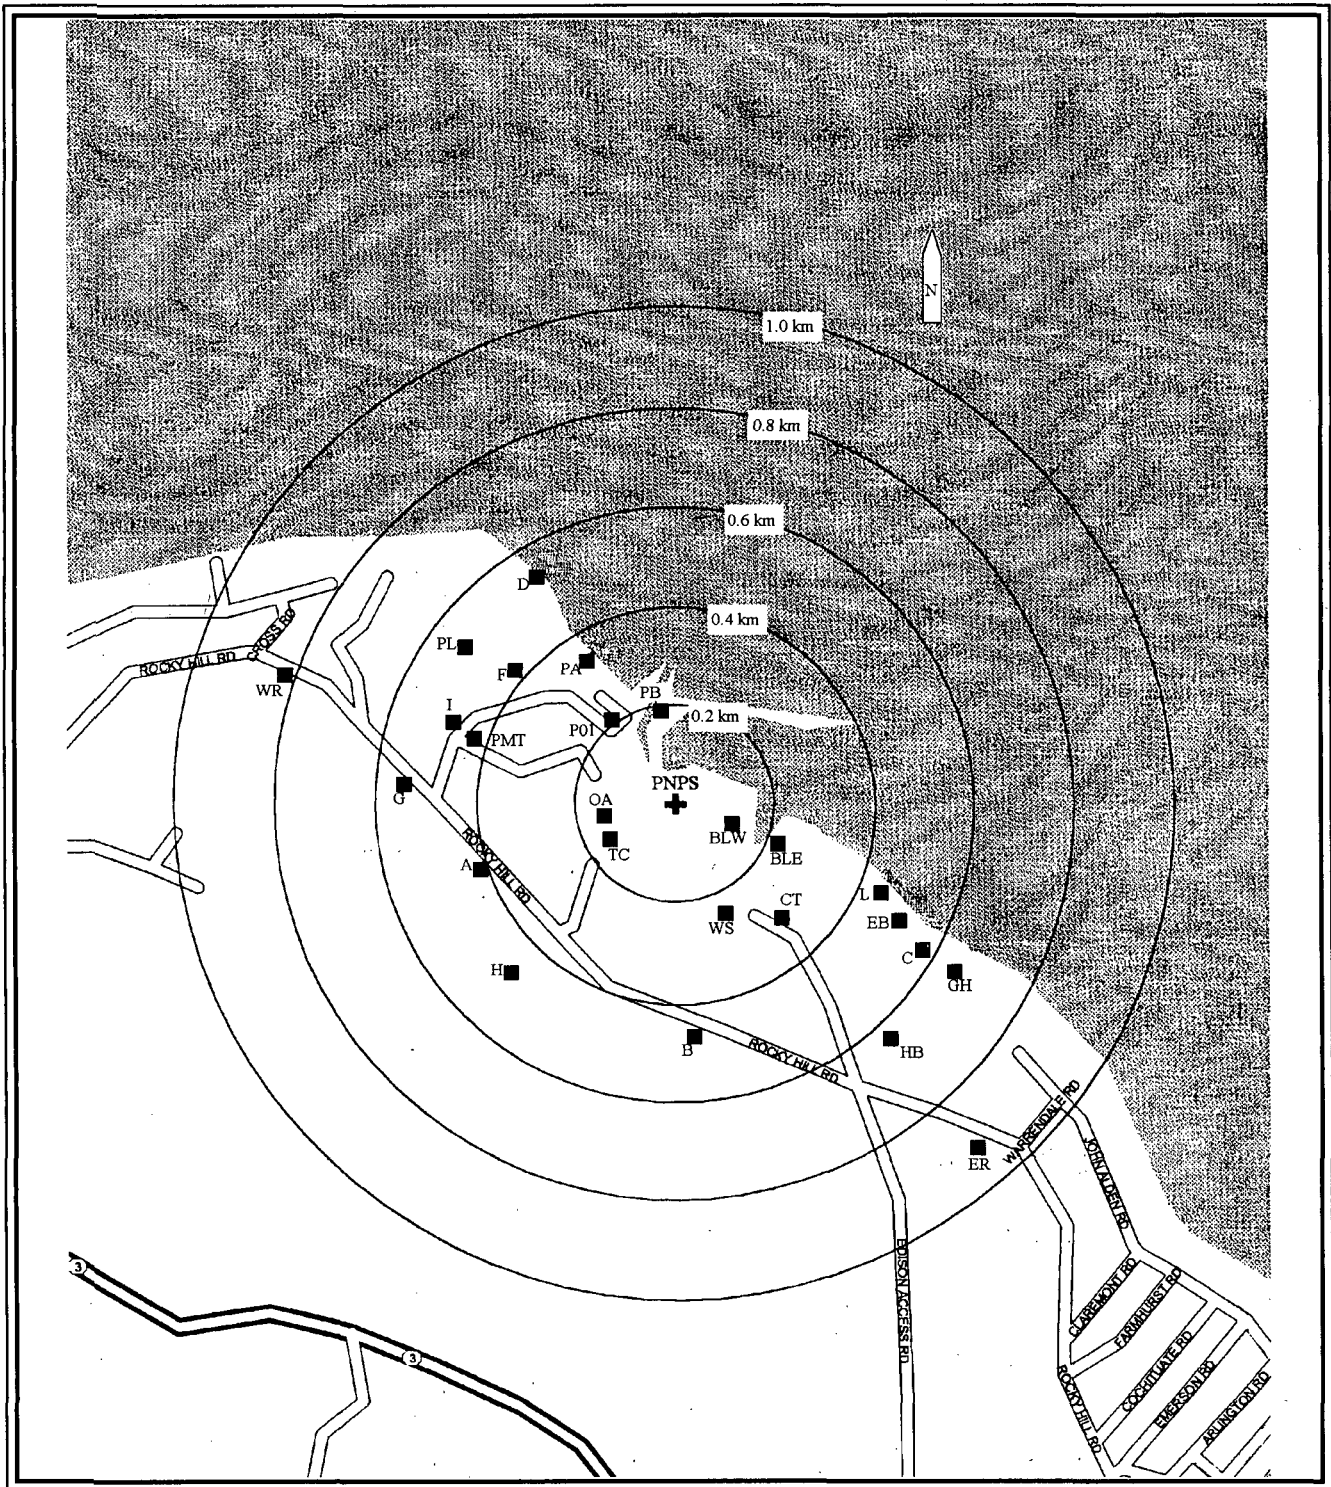 N
1.0 km
0.8 km
0.6 km
D
0.4 km
CROSS RD
PL
ROCKY HILL RD
F
PA
WR
PB
I
0.2 km
P01
PMT
PNPS
G
OA
BLW
ROCKY HILL RD
TC
BLE
A
L
CT
EB
WS
C
H
GH
B
ROCKY HILL RD
HB
WARRENDALE RD
ER
JOHN ALDEN RD
3
EDISON ACCESS RD
CLAREMONT RD
FARMHURST RD
3
COCHITUATE RD
EMERSON RD
ROCKY HILL RD
ARLINGTON RD